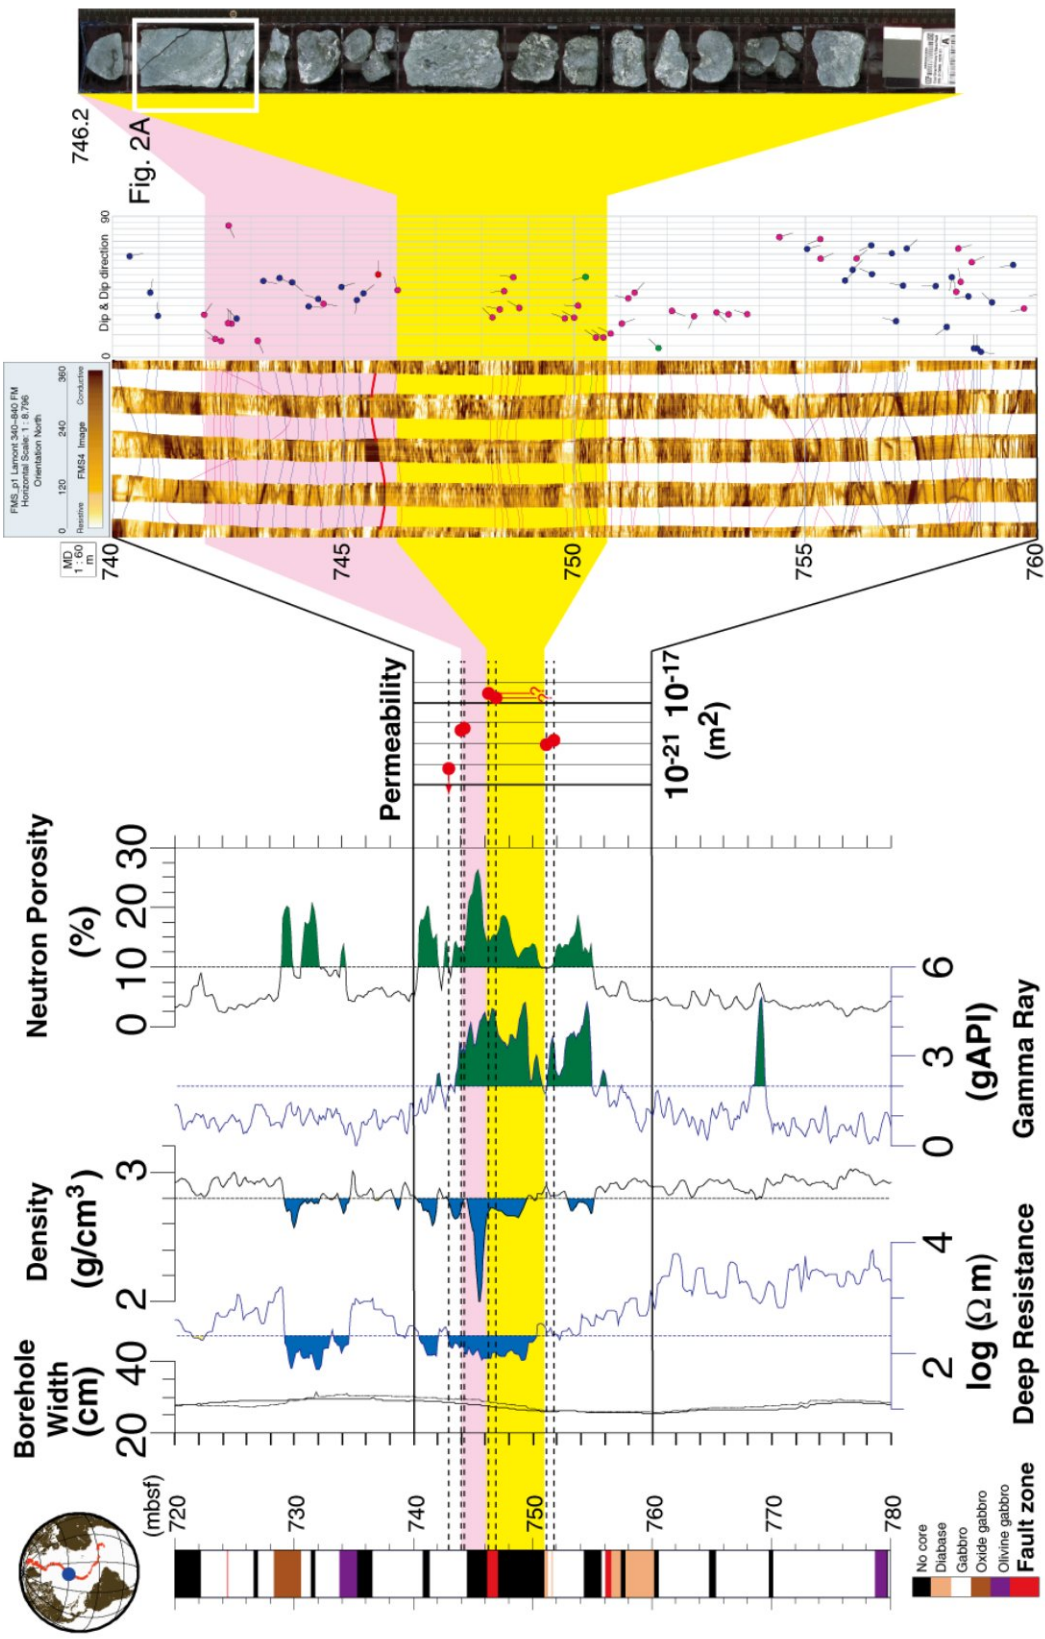 Borehole
Width
(cm)
20 40
Density
(g/cm³)
2 3
Neutron Porosity
(%)
0 10 20 30
Permeability
10-21 10-17
(m²)
(mbsf)
720
730
740
750
760
770
780
2 4
log (Ω m)
Deep Resistance
0 3 6
(gAPI)
Gamma Ray
No core
Diabase
Gabbro
Oxide gabbro
Olivine gabbro
Fault zone
MD
1 : 60
m
740
745
750
755
760
FMS_p1 Lamont 340-840 FM
Horizontal Scale: 1 : 8.796
Orientation North
0 120 240 360
Resistive FMS4 Image Conductive
0 Dip & Dip direction 90
? ?
746.2
Fig. 2A
A